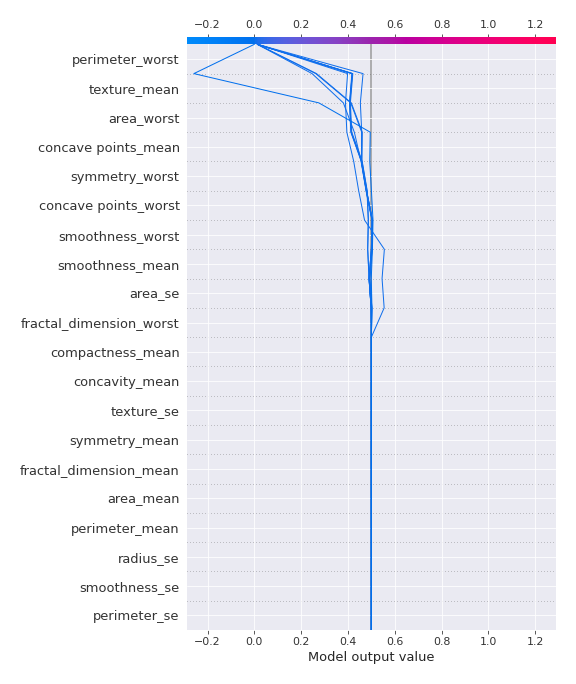 −0.2 0.0 0.2 0.4 0.6 0.8 1.0 1.2
perimeter_worst
texture_mean
area_worst
concave points_mean
symmetry_worst
concave points_worst
smoothness_worst
smoothness_mean
area_se
fractal_dimension_worst
compactness_mean
concavity_mean
texture_se
symmetry_mean
fractal_dimension_mean
area_mean
perimeter_mean
radius_se
smoothness_se
perimeter_se
−0.2 0.0 0.2 0.4 0.6 0.8 1.0 1.2
Model output value